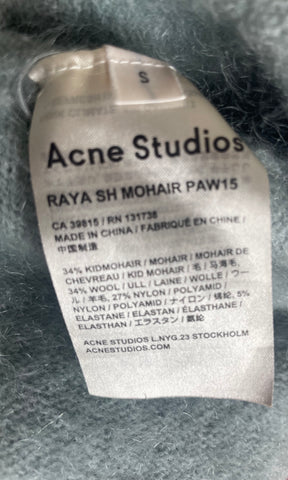 S
Acne Studios
RAYA SH MOHAIR PAW15
CA 39815 / RN 131738
MADE IN CHINA / FABRIQUÉ EN CHINE /
中国制造
34% KIDMOHAIR / MOHAIR / MOHAIR DE
CHEVREAU / KID MOHAIR / 毛 / 马海毛,
34% WOOL / ULL / LAINE / WOLLE / ウー
ル / 羊毛, 27% NYLON / POLYAMID /
NYLON / POLYAMID / ナイロン / 锦纶, 5%
ELASTANE / ELASTAN / ÉLASTHANE /
ELASTHAN / エラスタン / 氨纶
ACNE STUDIOS L.NYG.23 STOCKHOLM
ACNESTUDIOS.COM